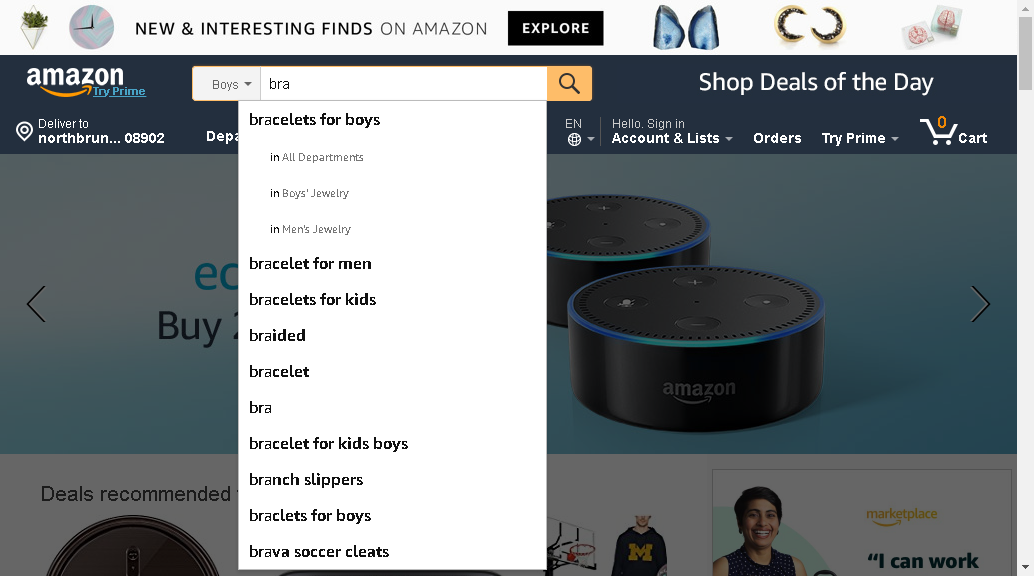 NEW & INTERESTING FINDS ON AMAZON EXPLORE
amazon
Try Prime
Boys bra
Shop Deals of the Day
Deliver to
northbrun... 08902
Depa
EN
Hello. Sign in
Account & Lists
Orders
Try Prime
0
Cart
bracelets for boys
in All Departments
in Boys' Jewelry
in Men's Jewelry
bracelet for men
bracelets for kids
braided
bracelet
bra
bracelet for kids boys
branch slippers
braclets for boys
brava soccer cleats
ec
Buy 2
amazon
Deals recommended
M
marketplace
“I can work